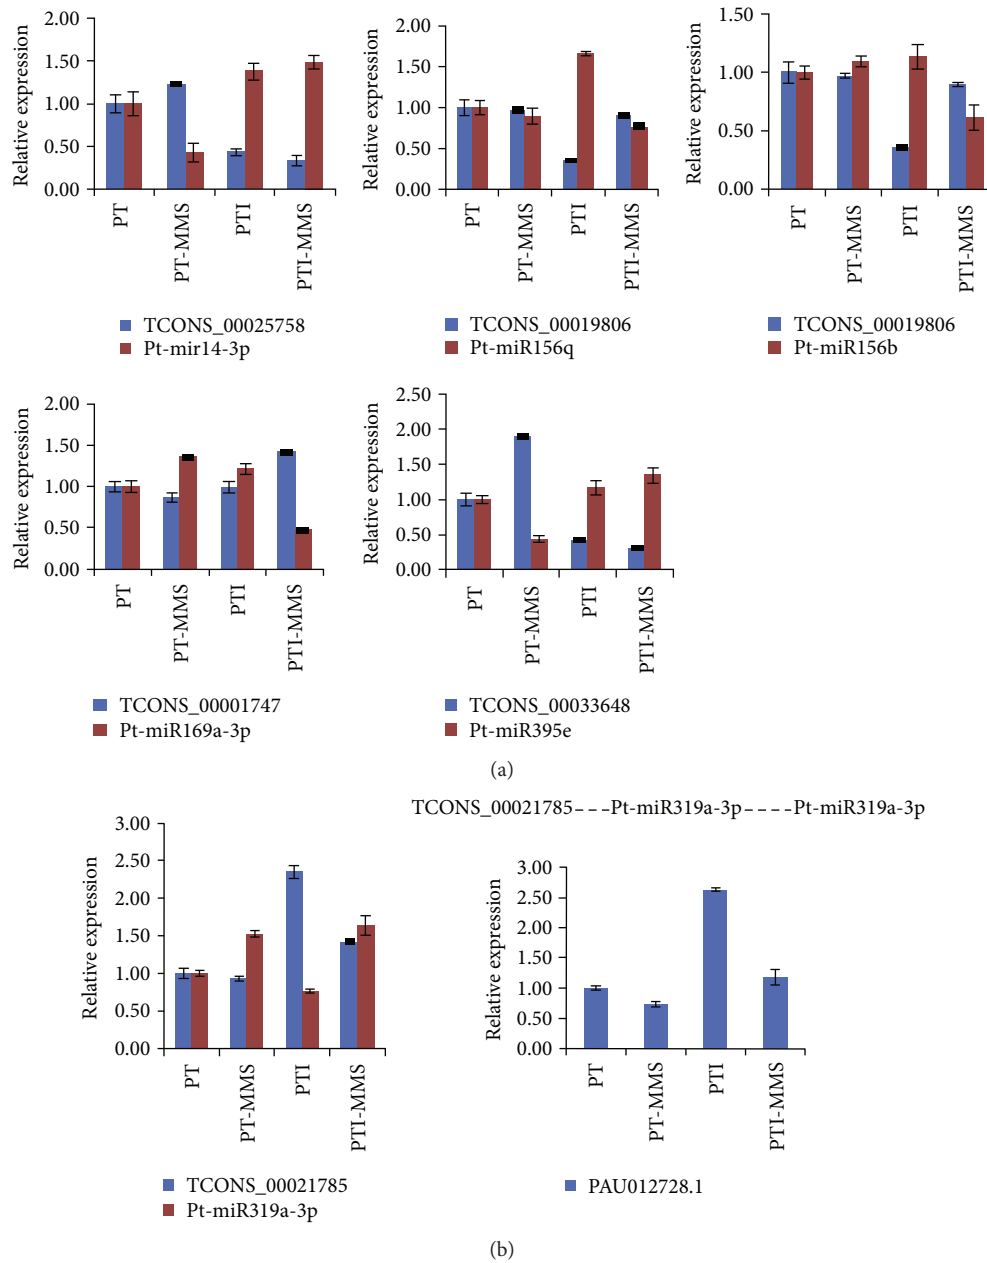 Relative expression
2.00
1.50
1.00
0.50
0.00
PT
PT-MMS
PTI
PTI-MMS
TCONS_00025758
Pt-mir14-3p
Relative expression
2.00
1.50
1.00
0.50
0.00
PT
PT-MMS
PTI
PTI-MMS
TCONS_00019806
Pt-miR156q
Relative expression
1.50
1.00
0.50
0.00
PT
PT-MMS
PTI
PTI-MMS
TCONS_00019806
Pt-miR156b
Relative expression
2.00
1.50
1.00
0.50
0.00
PT
PT-MMS
PTI
PTI-MMS
TCONS_00001747
Pt-miR169a-3p
Relative expression
2.50
2.00
1.50
1.00
0.50
0.00
PT
PT-MMS
PTI
PTI-MMS
TCONS_00033648
Pt-miR395e
(a)
TCONS_00021785---Pt-miR319a-3p----Pt-miR319a-3p
Relative expression
3.00
2.50
2.00
1.50
1.00
0.50
0.00
PT
PT-MMS
PTI
PTI-MMS
TCONS_00021785
Pt-miR319a-3p
Relative expression
3.00
2.50
2.00
1.50
1.00
0.50
0.00
PT
PT-MMS
PTI
PTI-MMS
PAU012728.1
(b)